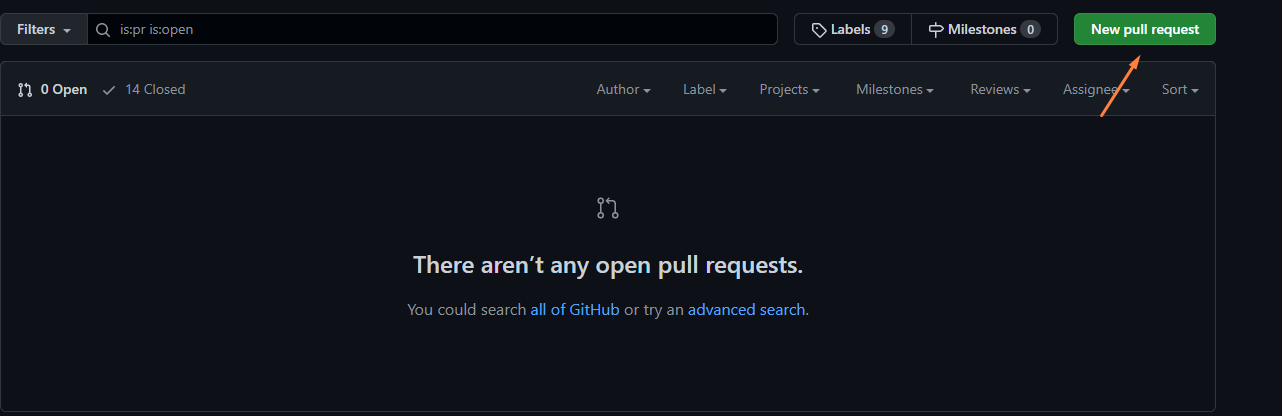 Filters is:pr is:open Labels 9 Milestones 0 New pull request
0 Open 14 Closed Author Label Projects Milestones Reviews Assignee Sort
There aren’t any open pull requests.
You could search all of GitHub or try an advanced search.